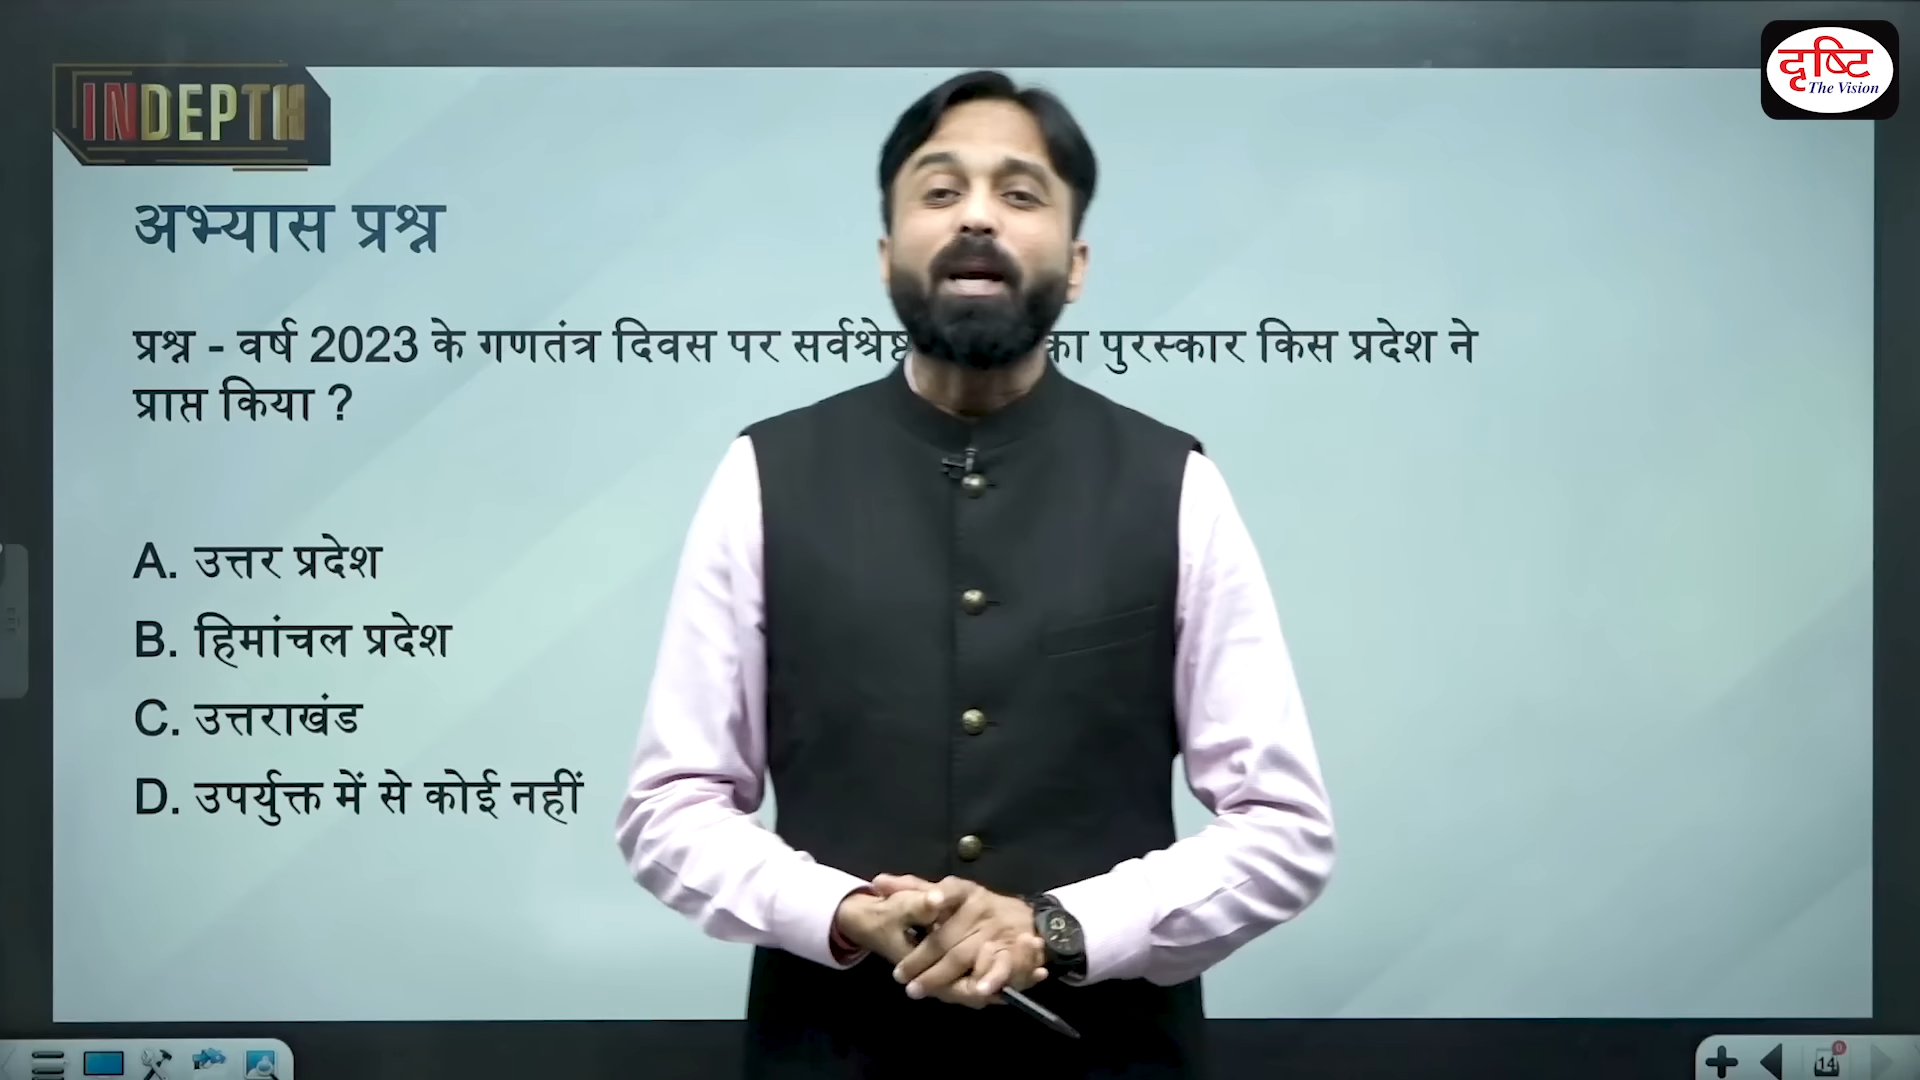 INDEPTH
दृष्टि
The Vision
अभ्यास प्रश्न
प्रश्न - वर्ष 2023 के गणतंत्र दिवस पर सर्वश्रेष्ठ का पुरस्कार किस प्रदेश ने
प्राप्त किया ?
A. उत्तर प्रदेश
B. हिमांचल प्रदेश
C. उत्तराखंड
D. उपर्युक्त में से कोई नहीं
14
0